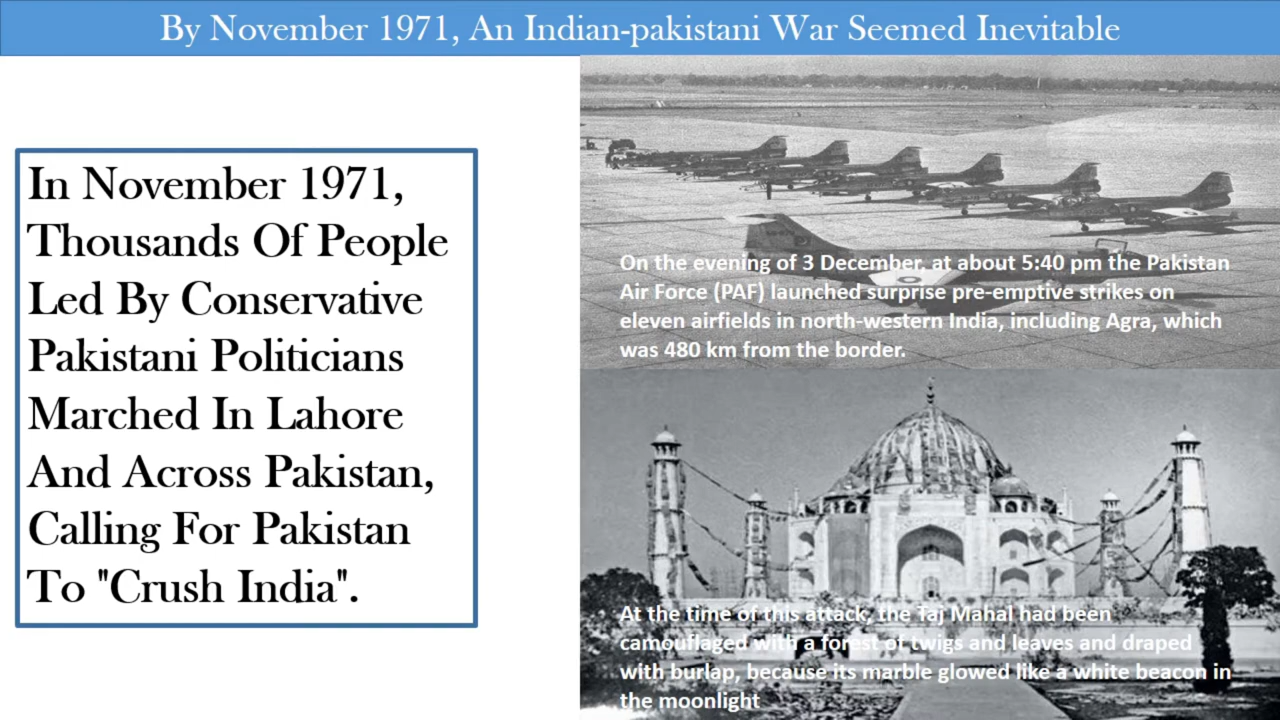 By November 1971, An Indian-pakistani War Seemed Inevitable
In November 1971,
Thousands Of People
Led By Conservative
Pakistani Politicians
Marched In Lahore
And Across Pakistan,
Calling For Pakistan
To "Crush India".
On the evening of 3 December, at about 5:40 pm the Pakistan
Air Force (PAF) launched surprise pre-emptive strikes on
eleven airfields in north-western India, including Agra, which
was 480 km from the border.
At the time of this attack, the Taj Mahal had been
camouflaged with a forest of twigs and leaves and draped
with burlap, because its marble glowed like a white beacon in
the moonlight